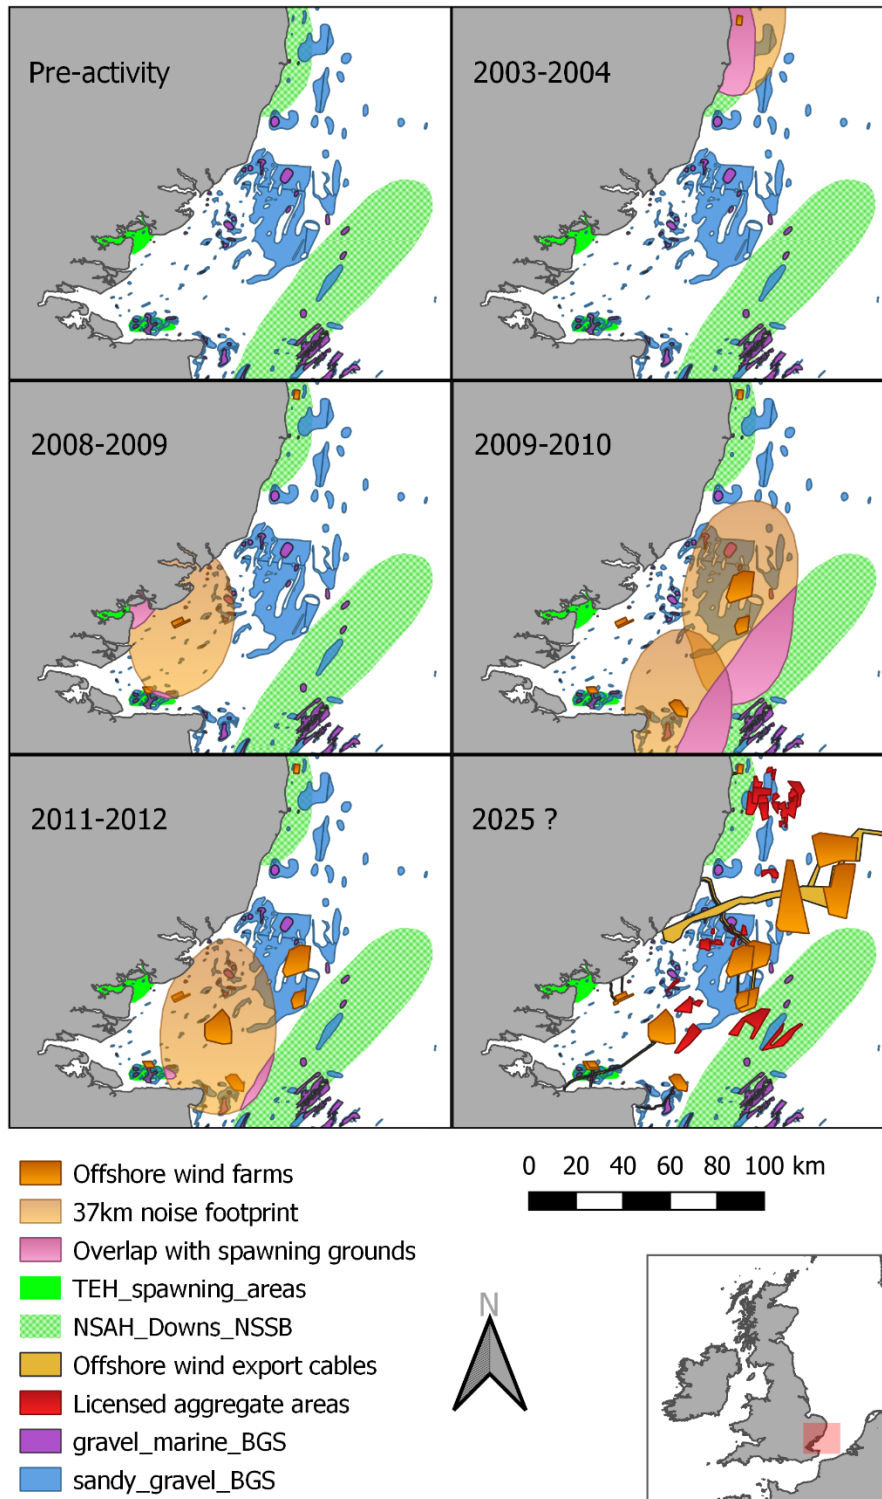 Pre-activity
2003-2004
2008-2009
2009-2010
2011-2012
2025 ?
Offshore wind farms
37km noise footprint
Overlap with spawning grounds
TEH_spawning_areas
NSAH_Downs_NSSB
Offshore wind export cables
Licensed aggregate areas
gravel_marine_BGS
sandy_gravel_BGS
0 20 40 60 80 100 km
N